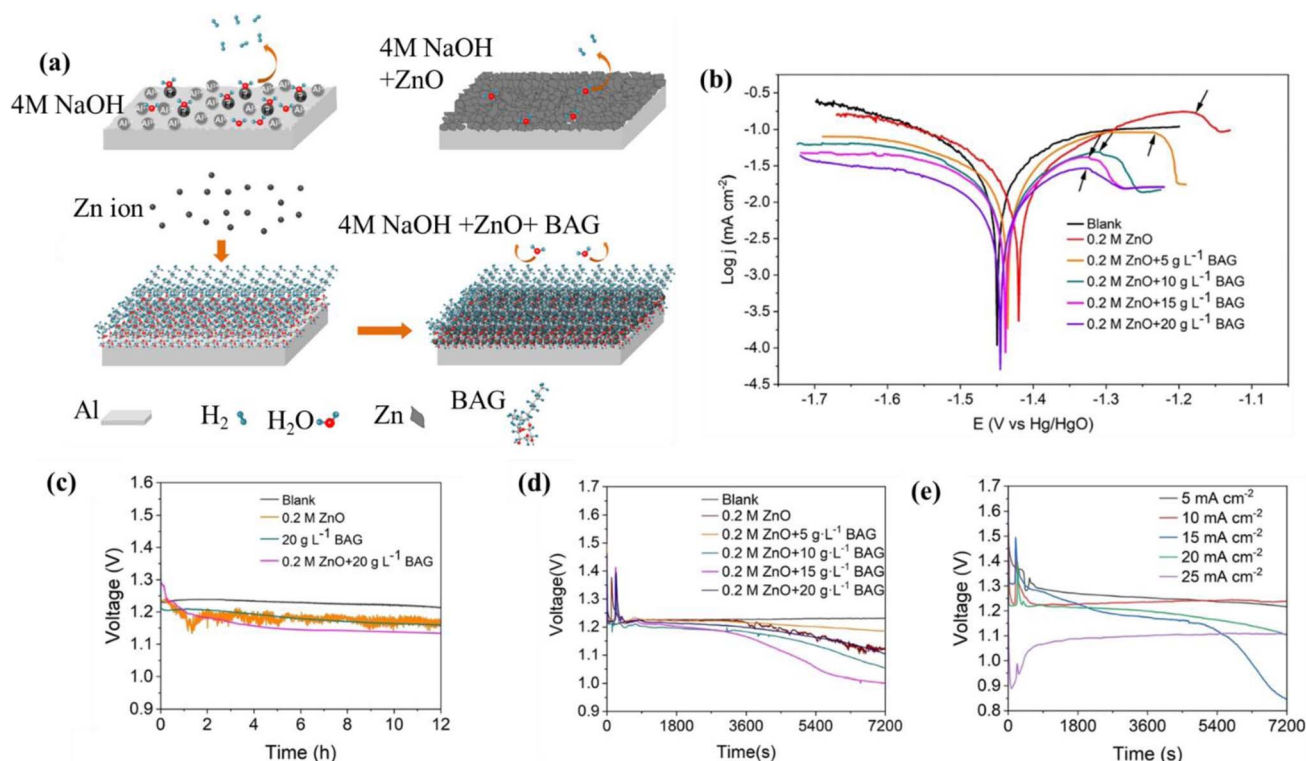 (a)
4M NaOH
4M NaOH
+ZnO
Zn ion
4M NaOH +ZnO+ BAG
Al
H₂
H₂O
Zn
BAG
(b)
Log j (mA cm⁻²)
-0.5
-1.0
-1.5
-2.0
-2.5
-3.0
-3.5
-4.0
-4.5
Blank
0.2 M ZnO
0.2 M ZnO+5 g L⁻¹ BAG
0.2 M ZnO+10 g L⁻¹ BAG
0.2 M ZnO+15 g L⁻¹ BAG
0.2 M ZnO+20 g L⁻¹ BAG
-1.7 -1.6 -1.5 -1.4 -1.3 -1.2 -1.1
E (V vs Hg/HgO)
(c)
Voltage (V)
1.6
1.5
1.4
1.3
1.2
1.1
1.0
0.9
Blank
0.2 M ZnO
20 g L⁻¹ BAG
0.2 M ZnO+20 g L⁻¹ BAG
0 2 4 6 8 10 12
Time (h)
(d)
Voltage(V)
1.7
1.6
1.5
1.4
1.3
1.2
1.1
1.0
0.9
Blank
0.2 M ZnO
0.2 M ZnO+5 g·L⁻¹ BAG
0.2 M ZnO+10 g·L⁻¹ BAG
0.2 M ZnO+15 g·L⁻¹ BAG
0.2 M ZnO+20 g·L⁻¹ BAG
0 1800 3600 5400 7200
Time(s)
(e)
Voltage (V)
1.7
1.6
1.5
1.4
1.3
1.2
1.1
1.0
0.9
0.8
5 mA cm⁻²
10 mA cm⁻²
15 mA cm⁻²
20 mA cm⁻²
25 mA cm⁻²
0 1800 3600 5400 7200
Time (s)